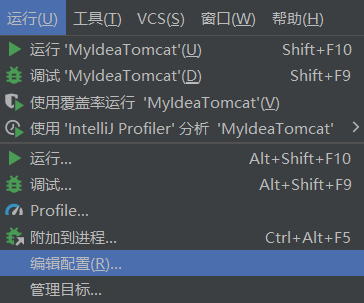 运行(U) 工具(T) VCS(S) 窗口(W) 帮助(H)
运行 'MyIdeaTomcat'(U) Shift+F10
调试 'MyIdeaTomcat'(D) Shift+F9
使用覆盖率运行 'MyIdeaTomcat'(V)
使用 'IntelliJ Profiler' 分析 'MyIdeaTomcat'
运行... Alt+Shift+F10
调试... Alt+Shift+F9
Profile...
附加到进程... Ctrl+Alt+F5
编辑配置(R)...
管理目标...